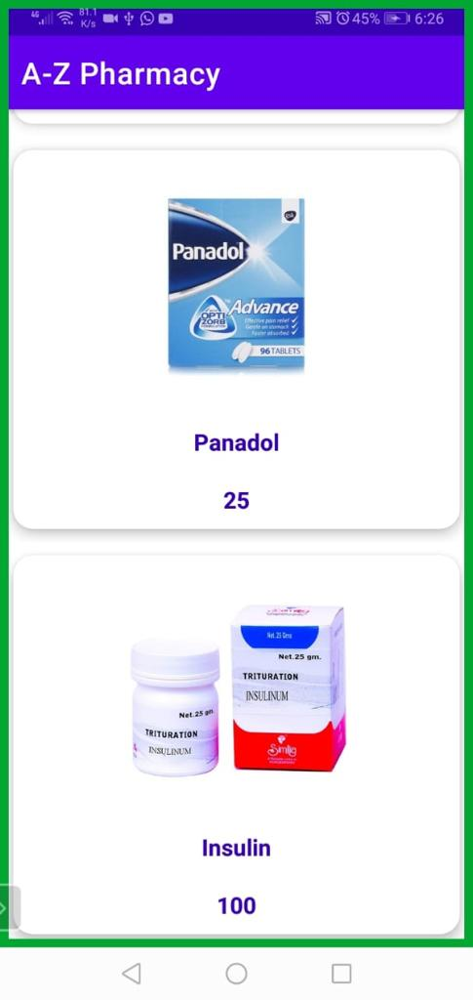 4G
81.1
K/s
45%
6:26
A-Z Pharmacy
gsk
Panadol
Advance
OPTI
ZORB
FORMULATION
Effective pain relief
Gentle on stomach
Faster absorbed
96 TABLETS
Panadol
25
Net. 25 Gms
Net.25 gm.
TRITURATION
INSULINUM
Net.25 gm.
TRITURATION
INSULINUM
Similia
Insulin
100